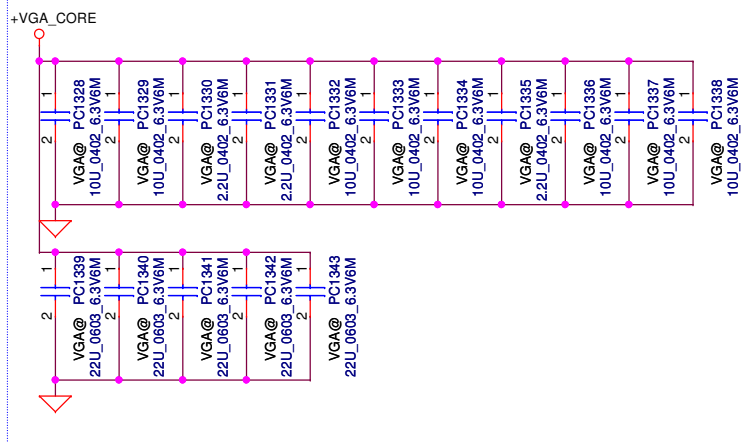 +VGA_CORE
1
2
VGA@ PC1328
10U_0402_6.3V6M
1
2
VGA@ PC1329
10U_0402_6.3V6M
1
2
VGA@ PC1330
2.2U_0402_6.3V6M
1
2
VGA@ PC1331
2.2U_0402_6.3V6M
1
2
VGA@ PC1332
10U_0402_6.3V6M
1
2
VGA@ PC1333
10U_0402_6.3V6M
1
2
VGA@ PC1334
10U_0402_6.3V6M
1
2
VGA@ PC1335
2.2U_0402_6.3V6M
1
2
VGA@ PC1336
10U_0402_6.3V6M
1
2
VGA@ PC1337
10U_0402_6.3V6M
1
2
VGA@ PC1338
10U_0402_6.3V6M
1
2
VGA@ PC1339
22U_0603_6.3V6M
1
2
VGA@ PC1340
22U_0603_6.3V6M
1
2
VGA@ PC1341
22U_0603_6.3V6M
1
2
VGA@ PC1342
22U_0603_6.3V6M
1
2
VGA@ PC1343
22U_0603_6.3V6M